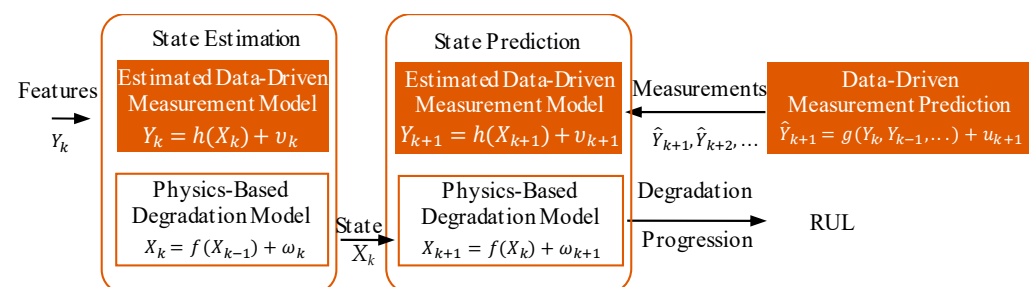 Features
Y_k
State Estimation
Estimated Data-Driven
Measurement Model
Y_k = h(X_k) + υ_k
Physics-Based
Degradation Model
X_k = f(X_{k−1}) + ω_k
State
X_k
State Prediction
Estimated Data-Driven
Measurement Model
Y_{k+1} = h(X_{k+1}) + υ_{k+1}
Physics-Based
Degradation Model
X_{k+1} = f(X_k) + ω_{k+1}
Measurements
Ŷ_{k+1}, Ŷ_{k+2}, …
Data-Driven
Measurement Prediction
Ŷ_{k+1} = g(Y_k, Y_{k−1}, …) + u_{k+1}
Degradation
Progression
RUL